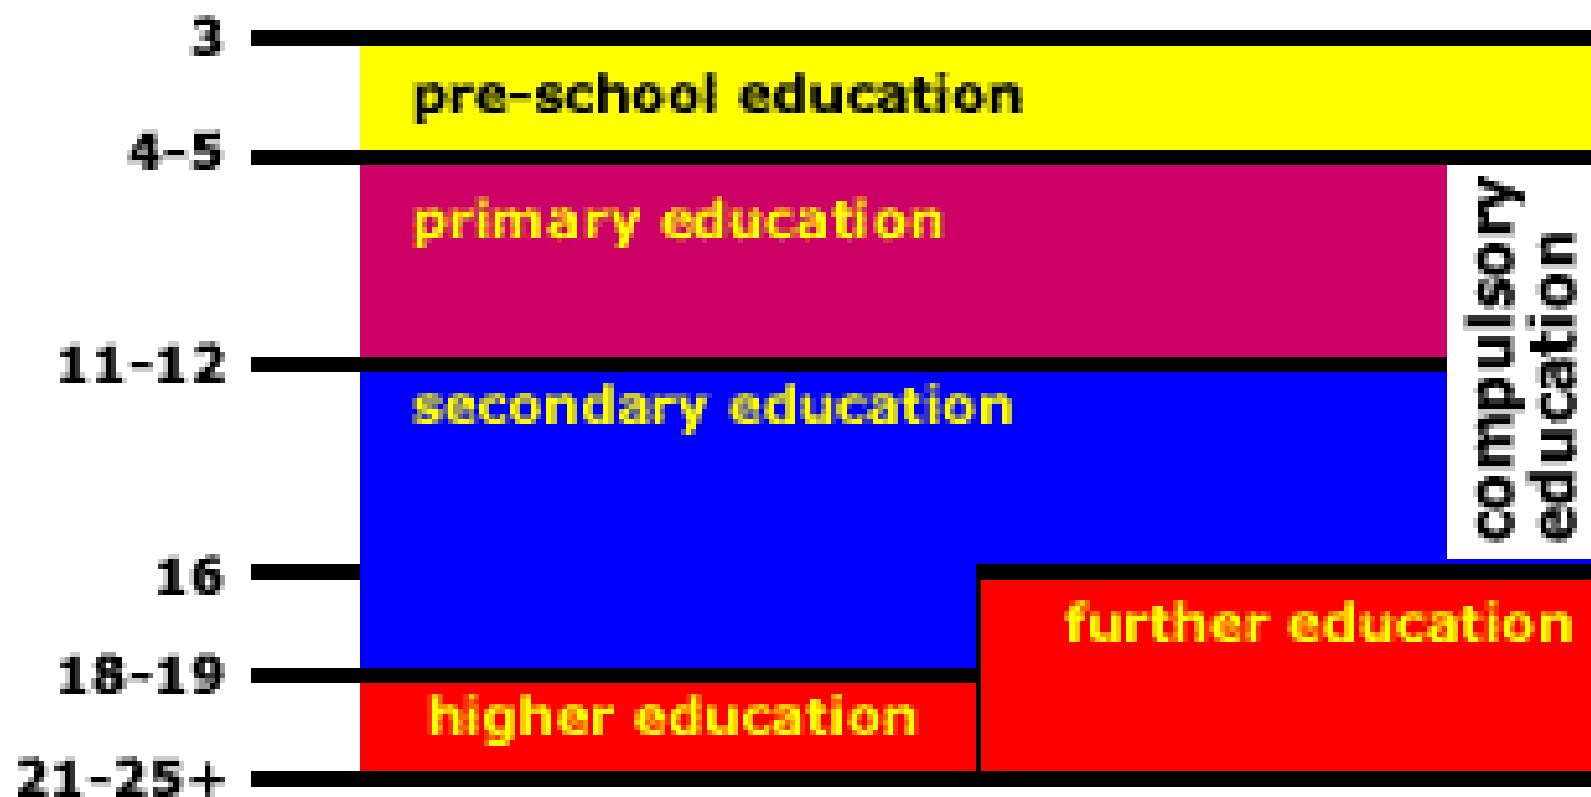 3
pre-school education
4-5
primary education
compulsory
education
11-12
secondary education
16
further education
18-19
higher education
21-25+